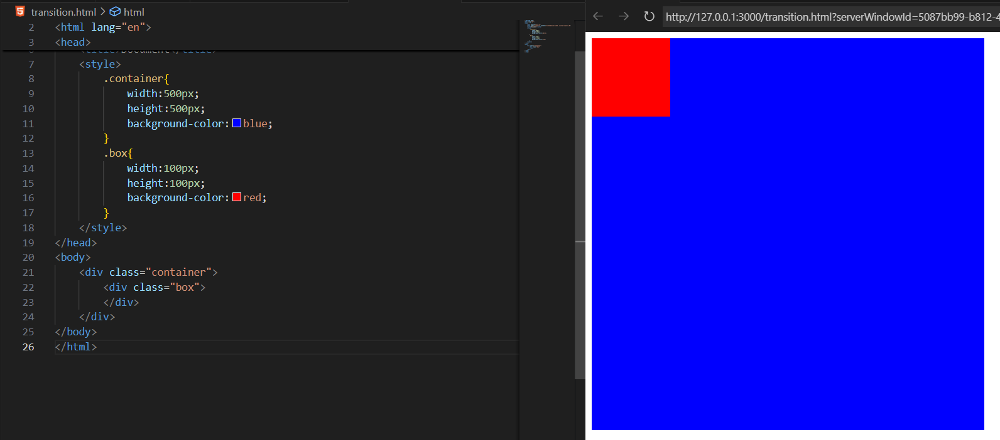 transition.html > html
http://127.0.0.1:3000/transition.html?serverWindowId=5087bb99-b812-4
2 <html lang="en">
3 <head>
7 <style>
8 .container{
9 width:500px;
10 height:500px;
11 background-color:blue;
12 }
13 .box{
14 width:100px;
15 height:100px;
16 background-color:red;
17 }
18 </style>
19 </head>
20 <body>
21 <div class="container">
22 <div class="box">
23 </div>
24 </div>
25 </body>
26 </html>